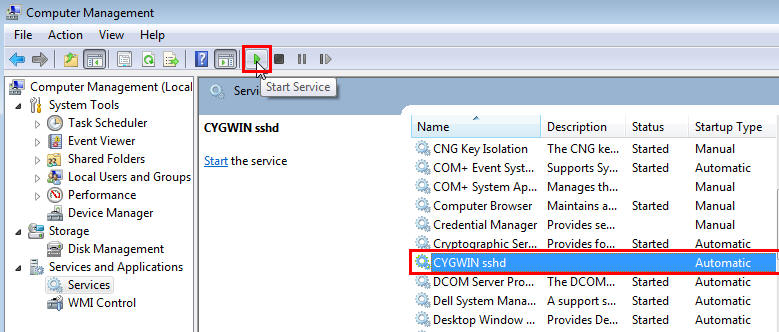 Computer Management
File Action View Help
Start Service
Computer Management (Local
System Tools
Task Scheduler
Event Viewer
Shared Folders
Local Users and Groups
Performance
Device Manager
Storage
Disk Management
Services and Applications
Services
WMI Control
CYGWIN sshd
Start the service
Name Description Status Startup Type
CNG Key Isolation The CNG ke... Started Manual
COM+ Event Syst... Supports Sy... Started Automatic
COM+ System Ap... Manages th... Manual
Computer Browser Maintains a... Started Manual
Credential Manager Provides se... Manual
Cryptographic Ser... Provides fo... Started Automatic
CYGWIN sshd Automatic
DCOM Server Pro... The DCOM... Started Automatic
Dell System Mana... A support s... Started Automatic
Desktop Window ... Provides De... Started Automatic